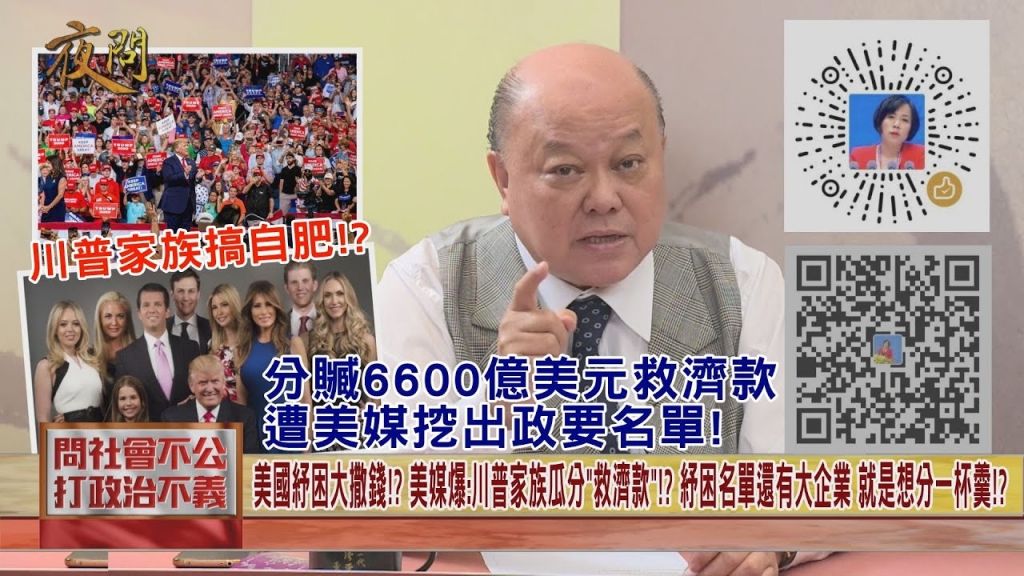 夜問
川普家族搞自肥!?
分贓6600億美元救濟款
遭美媒挖出政要名單!
問社會不公
打政治不義
美國紓困大撒錢!? 美媒爆:川普家族瓜分"救濟款"!? 紓困名單還有大企業 就是想分一杯羹!?